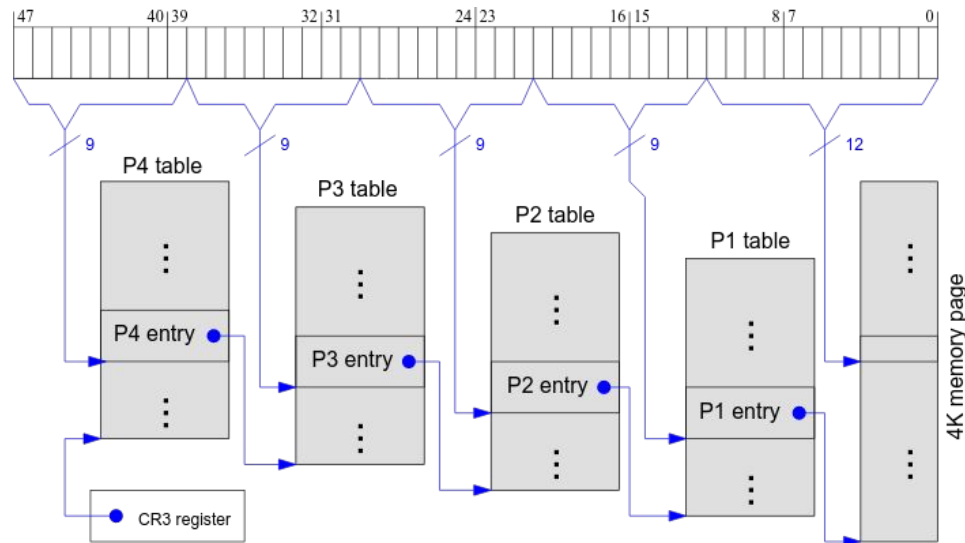 47 40 39 32 31 24 23 16 15 8 7 0
9 9 9 9 12
P4 table
P3 table
P2 table
P1 table
P4 entry
P3 entry
P2 entry
P1 entry
4K memory page
CR3 register